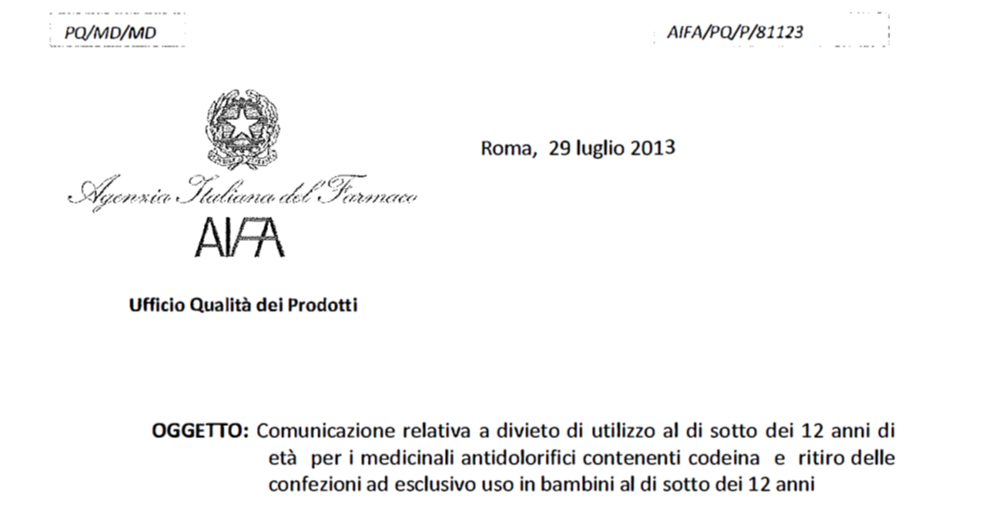 PQ/MD/MD
AIFA/PQ/P/81123
Roma, 29 luglio 2013
Agenzia Italiana del Farmaco
AIFA
Ufficio Qualità dei Prodotti
OGGETTO: Comunicazione relativa a divieto di utilizzo al di sotto dei 12 anni di
età per i medicinali antidolorifici contenenti codeina e ritiro delle
confezioni ad esclusivo uso in bambini al di sotto dei 12 anni